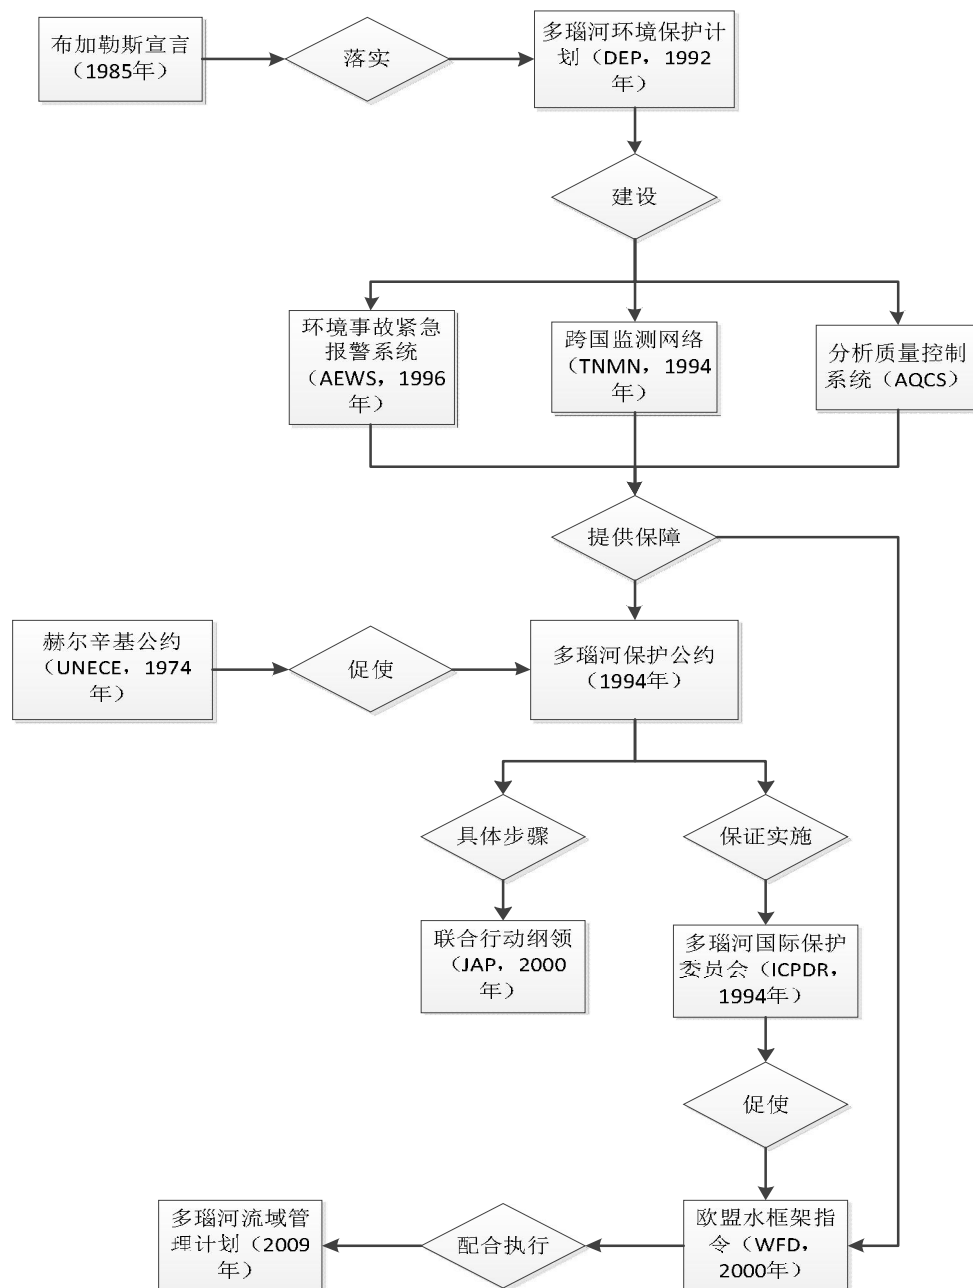 布加勒斯宣言
（1985年）
落实
多瑙河环境保护计
划（DEP，1992
年）
建设
环境事故紧急
报警系统
（AEWS，1996
年）
跨国监测网络
（TNMN，1994
年）
分析质量控制
系统（AQCS）
提供保障
赫尔辛基公约
（UNECE，1974
年）
促使
多瑙河保护公约
（1994年）
具体步骤
保证实施
联合行动纲领
（JAP，2000
年）
多瑙河国际保护
委员会（ICPDR，
1994年）
促使
多瑙河流域管
理计划（2009
年）
配合执行
欧盟水框架指
令（WFD，
2000年）